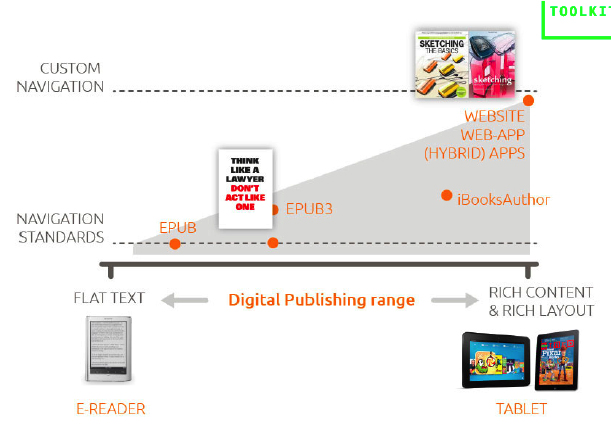 TOOLKIT
SKETCHING
THE BASICS
sketching
CUSTOM
NAVIGATION
WEBSITE
WEB-APP
(HYBRID) APPS
THINK
LIKE A
LAWYER
DON'T
ACT LIKE
ONE
iBooksAuthor
EPUB3
NAVIGATION
STANDARDS
EPUB
FLAT TEXT
Digital Publishing range
RICH CONTENT
& RICH LAYOUT
E-READER
TABLET